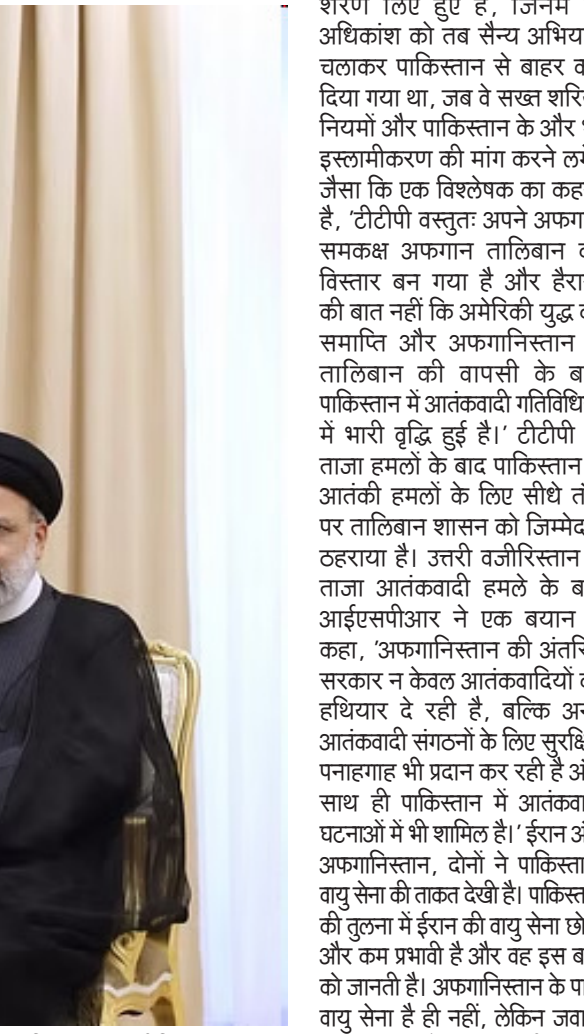 शरण लिए हुए हैं, जिनमें
अधिकांश को तब सैन्य अभिया
चलाकर पाकिस्तान से बाहर क
दिया गया था, जब वे सख्त शरि
नियमों और पाकिस्तान के और
इस्लामीकरण की मांग करने लगे
जैसा कि एक विश्लेषक का कह
है, 'टीटीपी वस्तुतः अपने अफग
समकक्ष अफगान तालिबान क
विस्तार बन गया है और हैरा
की बात नहीं कि अमेरिकी युद्ध क
समाप्ति और अफगानिस्तान
तालिबान की वापसी के ब
पाकिस्तान में आतंकवादी गतिविधि
में भारी वृद्धि हुई है।' टीटीपी
ताजा हमलों के बाद पाकिस्तान
आतंकी हमलों के लिए सीधे त
पर तालिबान शासन को जिम्मेद
ठहराया है। उत्तरी वजीरिस्तान
ताजा आतंकवादी हमले के ब
आईएसपीआर ने एक बयान
कहा, 'अफगानिस्तान की अंतरि
सरकार न केवल आतंकवादियों क
हथियार दे रही है, बल्कि अन
आतंकवादी संगठनों के लिए सुरक्षि
पनाहगाह भी प्रदान कर रही है अ
साथ ही पाकिस्तान में आतंकवा
घटनाओं में भी शामिल है।' ईरान अ
अफगानिस्तान, दोनों ने पाकिस्ता
वायु सेना की ताकत देखी है। पाकिस्त
की तुलना में ईरान की वायु सेना छो
और कम प्रभावी है और वह इस ब
को जानती है। अफगानिस्तान के पा
वायु सेना है ही नहीं, लेकिन जवा